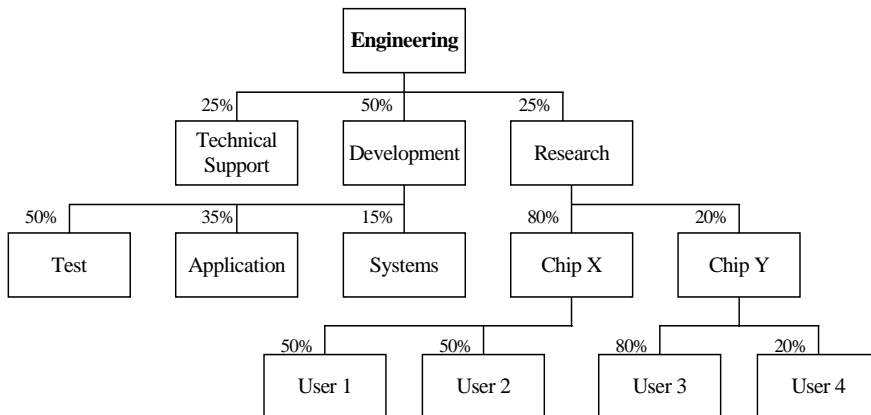 Engineering
25%
50%
25%
Technical
Support
Development
Research
50%
35%
15%
80%
20%
Test
Application
Systems
Chip X
Chip Y
50%
50%
80%
20%
User 1
User 2
User 3
User 4